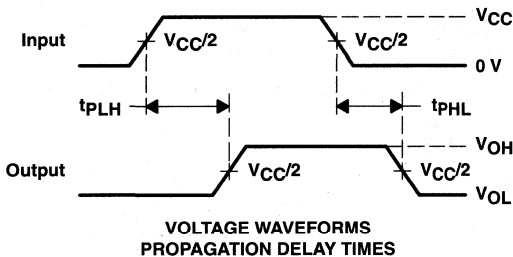 VCC
Input
VCC/2
VCC/2
0 V
tPLH
tPHL
VOH
Output
VCC/2
VCC/2
VOL
VOLTAGE WAVEFORMS
PROPAGATION DELAY TIMES